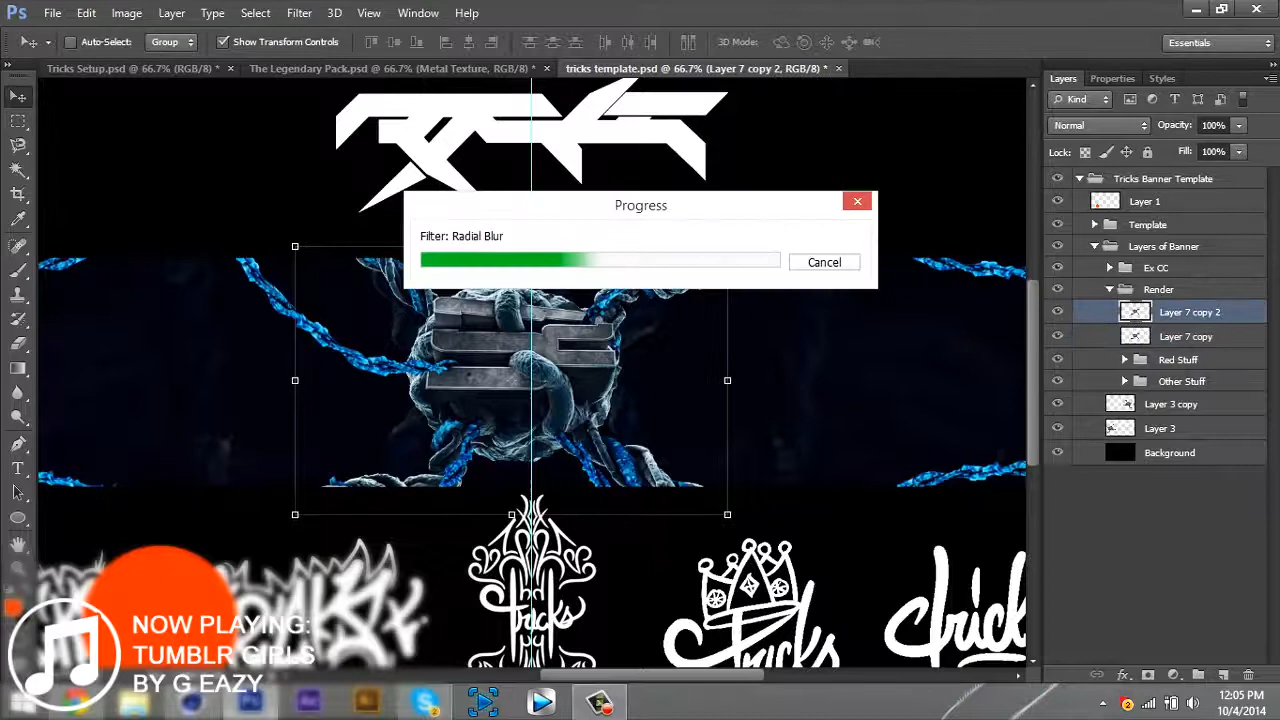 Ps File Edit Image Layer Type Select Filter 3D View Window Help
Auto-Select: Group Show Transform Controls 3D Mode: Essentials
Tricks Setup.psd @ 66.7% (RGB/8) * × The Legendary Pack.psd @ 66.7% (Metal Texture, RGB/8) * × tricks template.psd @ 66.7% (Layer 7 copy 2, RGB/8) * ×
Layers Properties Styles
Kind
Normal Opacity: 100%
Lock: Fill: 100%
Tricks Banner Template
Layer 1
Template
Layers of Banner
Ex CC
Render
Layer 7 copy 2
Layer 7 copy
Red Stuff
Other Stuff
Layer 3 copy
Layer 3
Background
Progress
Filter: Radial Blur
Cancel
Tricks
Tricks
NOW PLAYING:
TUMBLR GIRLS
BY G EAZY
12:05 PM
10/4/2014